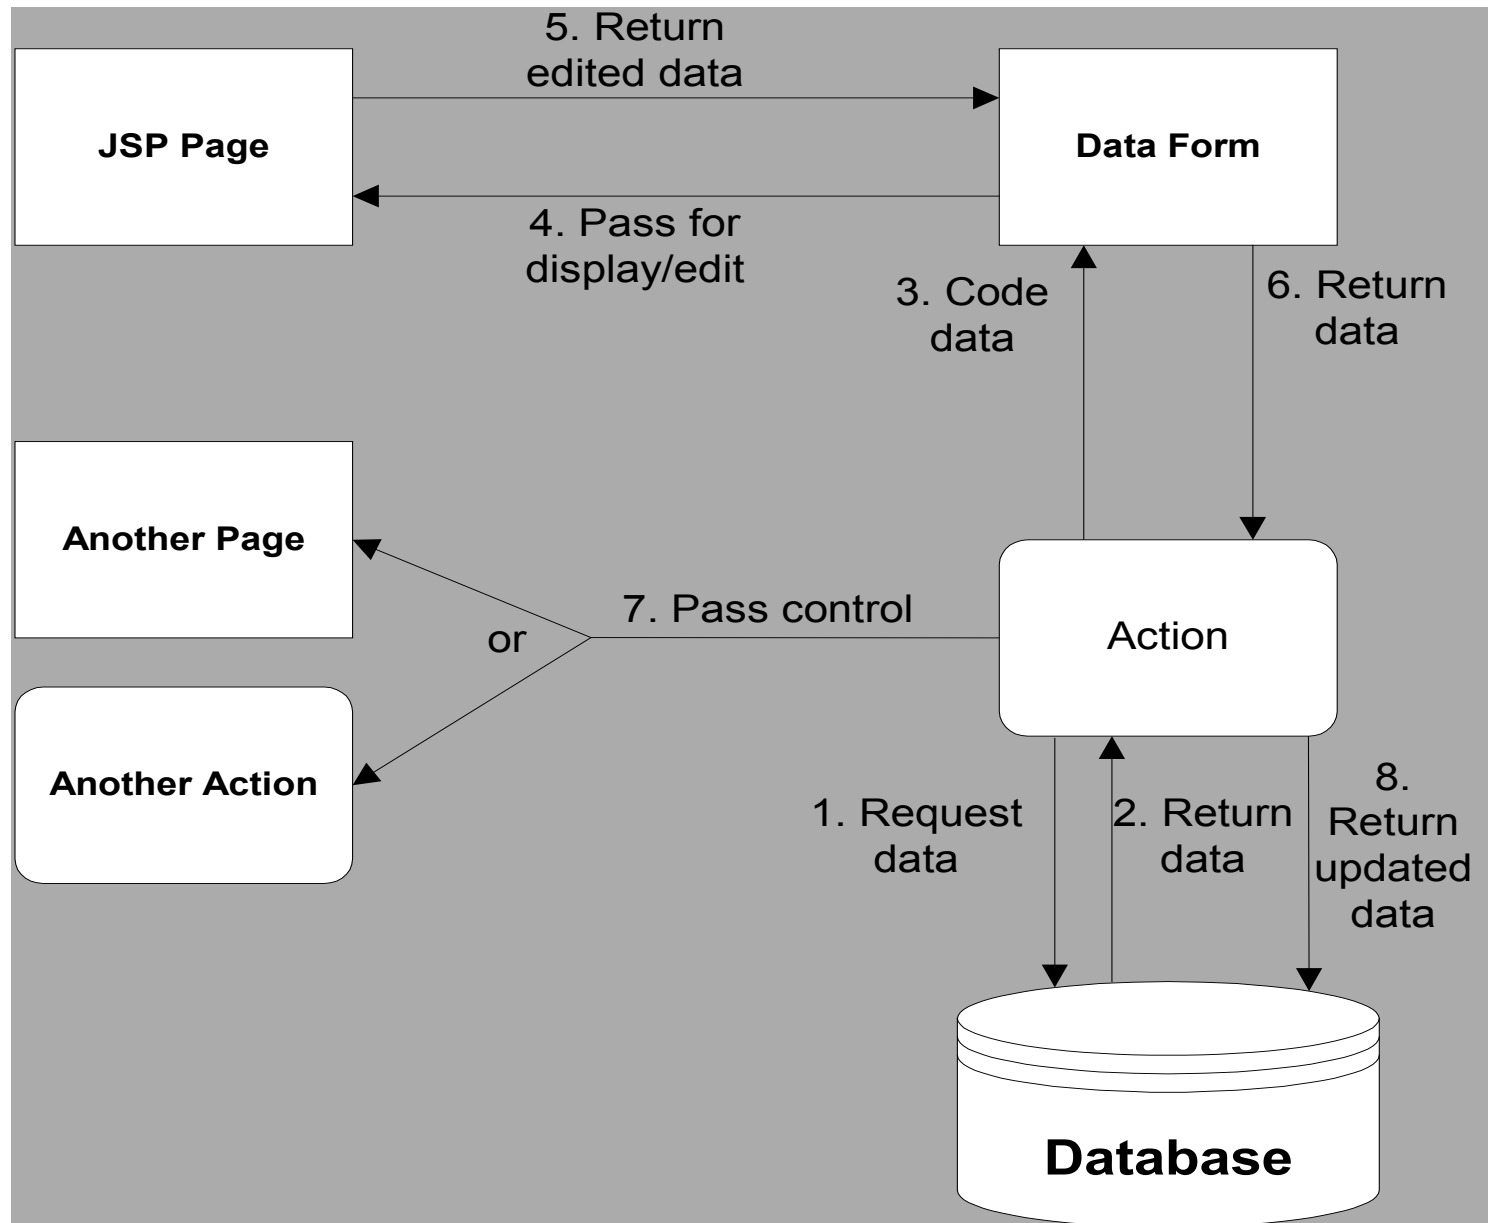 5. Return
edited data
JSP Page
Data Form
4. Pass for
display/edit
3. Code
data
6. Return
data
Another Page
7. Pass control
or
Action
Another Action
1. Request
data
2. Return
data
8.
Return
updated
data
Database